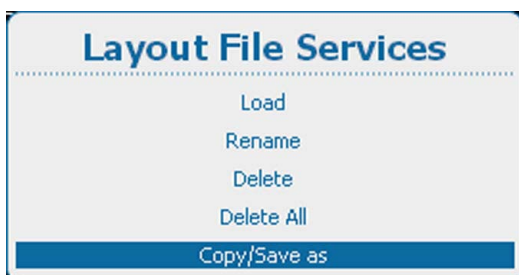 Layout File Services
Load
Rename
Delete
Delete All
Copy/Save as